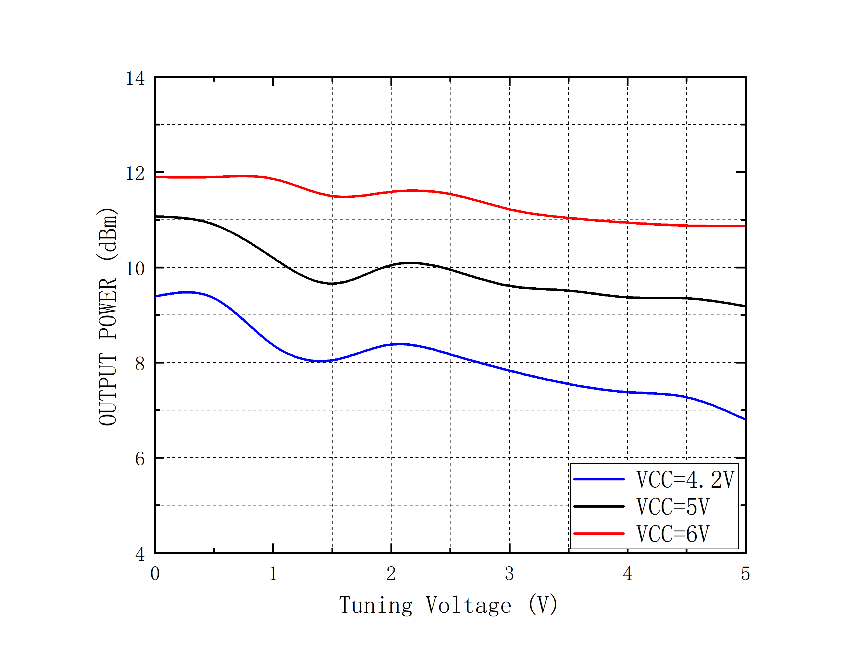 14
12
10
8
6
4
OUTPUT POWER (dBm)
VCC=4.2V
VCC=5V
VCC=6V
0 1 2 3 4 5
Tuning Voltage (V)